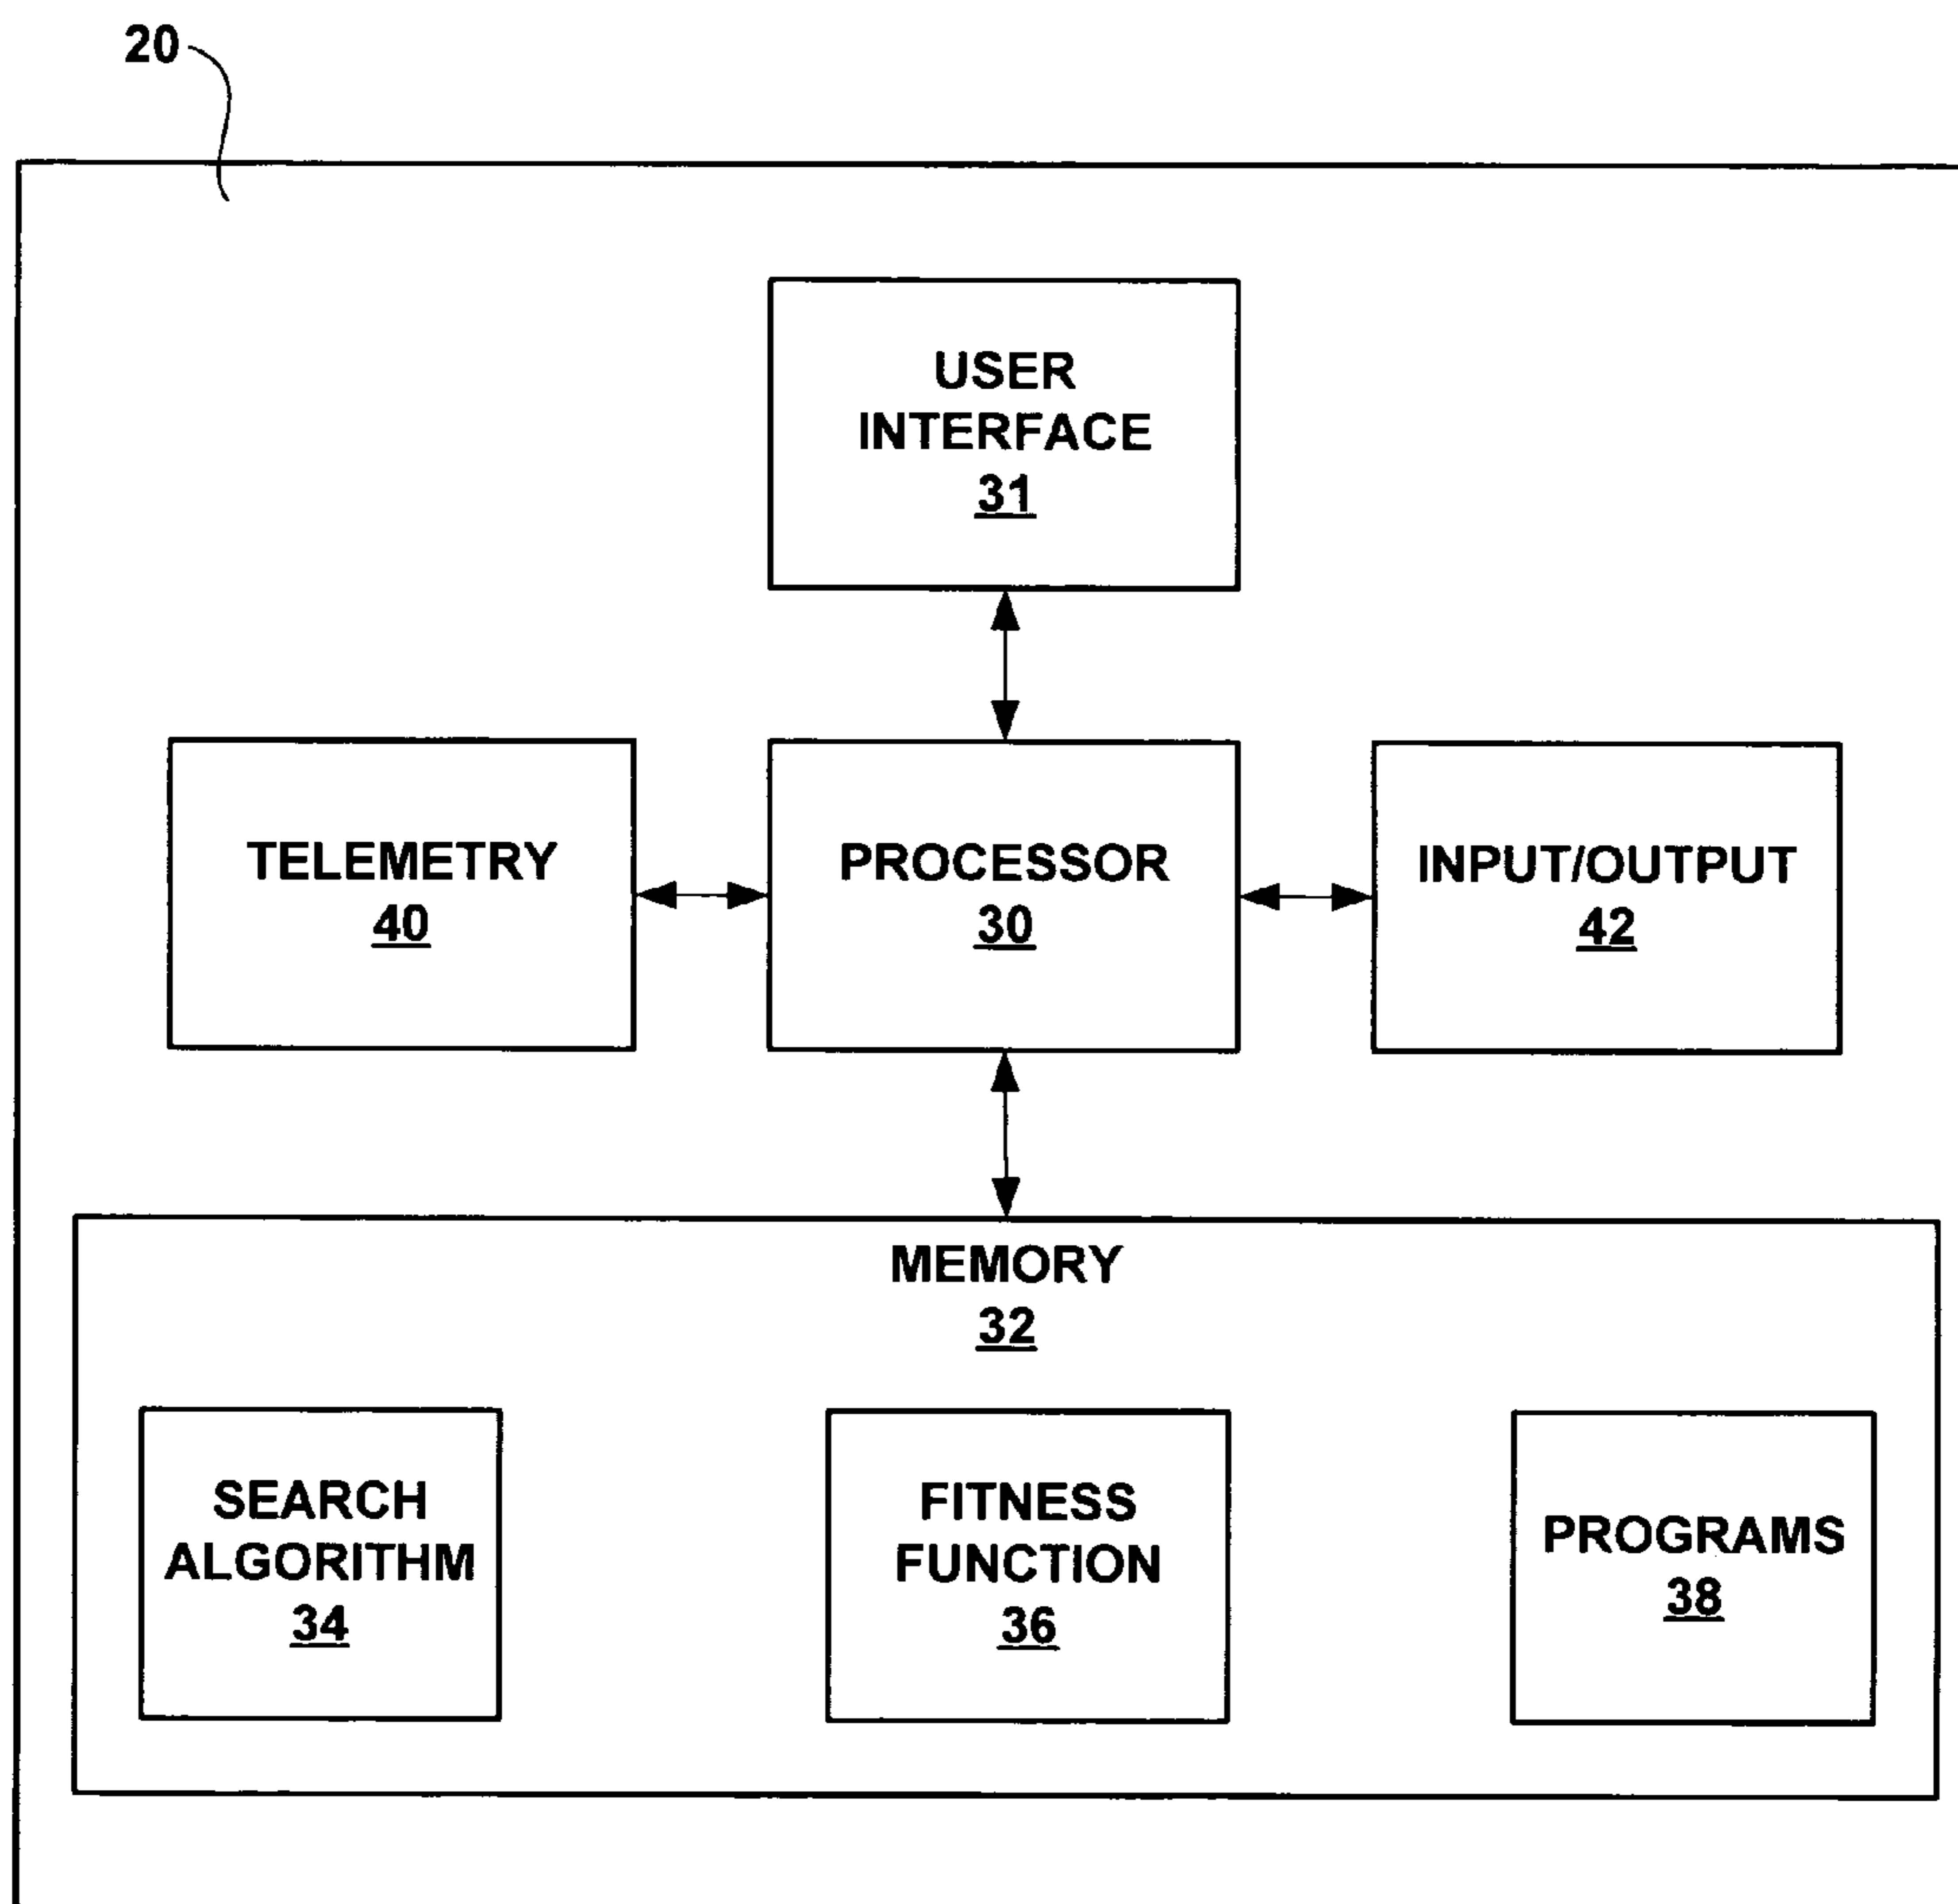 20
USER
INTERFACE
31
TELEMETRY
40
PROCESSOR
30
INPUT/OUTPUT
42
MEMORY
32
SEARCH
ALGORITHM
34
FITNESS
FUNCTION
36
PROGRAMS
38